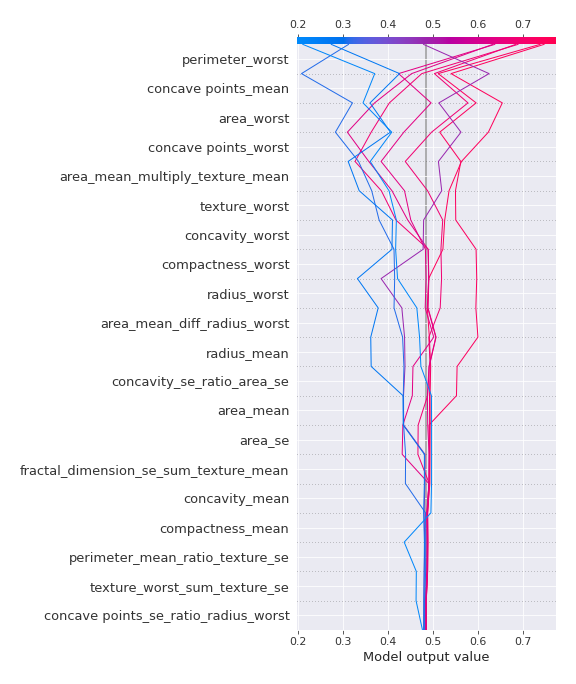 0.2 0.3 0.4 0.5 0.6 0.7
perimeter_worst
concave points_mean
area_worst
concave points_worst
area_mean_multiply_texture_mean
texture_worst
concavity_worst
compactness_worst
radius_worst
area_mean_diff_radius_worst
radius_mean
concavity_se_ratio_area_se
area_mean
area_se
fractal_dimension_se_sum_texture_mean
concavity_mean
compactness_mean
perimeter_mean_ratio_texture_se
texture_worst_sum_texture_se
concave points_se_ratio_radius_worst
0.2 0.3 0.4 0.5 0.6 0.7
Model output value